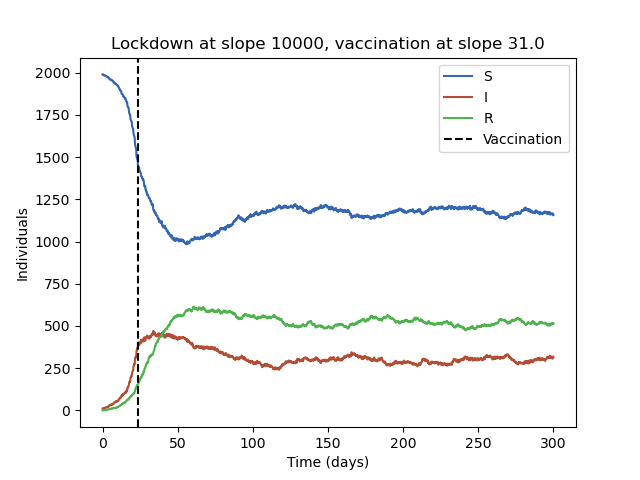 Lockdown at slope 10000, vaccination at slope 31.0
S
I
R
Vaccination
Individuals
2000
1750
1500
1250
1000
750
500
250
0
0 50 100 150 200 250 300
Time (days)